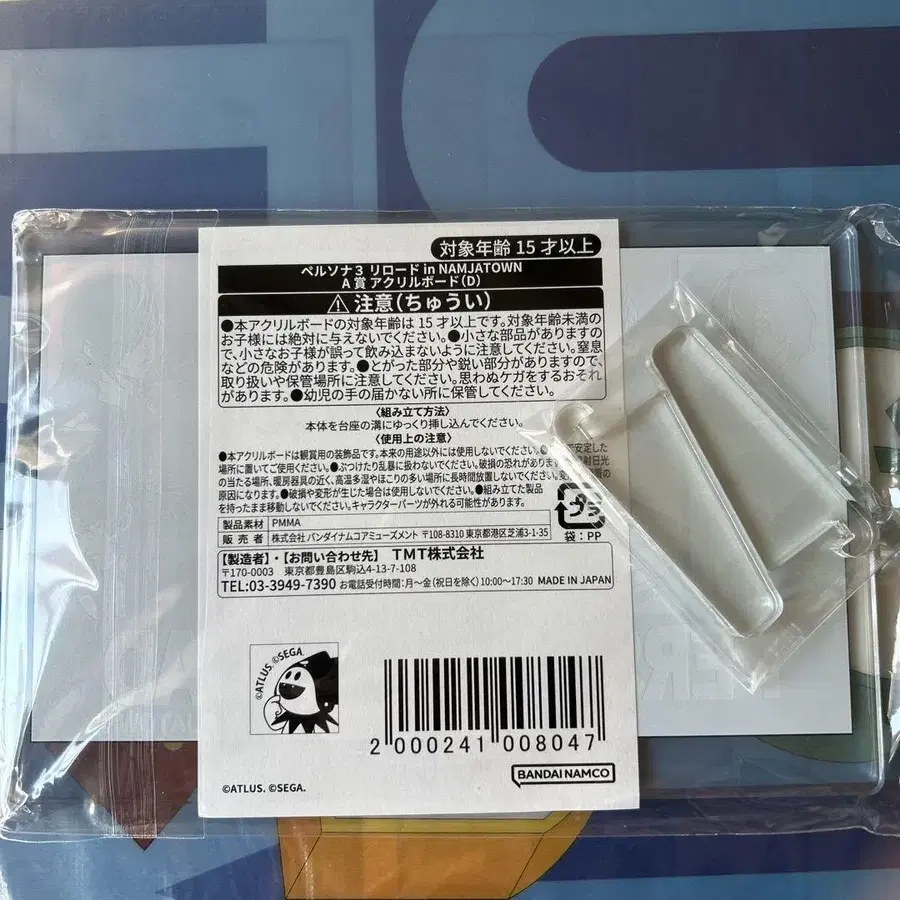 対象年齢 15 才以上
ペルソナ3 リロード in NAMJATOWN
A 賞 アクリルボード(D)
⚠ 注意(ちゅうい)
●本アクリルボードの対象年齢は 15 才以上です。対象年齢未満の
お子様には絶対に与えないでください。●小さな部品がありますの
で、小さなお子様が誤って飲み込まないように注意してください。窒息
などの危険があります。●とがった部分や鋭い部分がありますので、
取り扱いや保管場所に注意してください。思わぬケガをするおそれ
があります。●幼児の手の届かない所に保管してください。
〈組み立て方法〉
本体を台座の溝にゆっくり挿し込んでください。
〈使用上の注意〉
●本アクリルボードは観賞用の装飾品です。本来の用途以外には使用しないでください。 で安定した
場所に置いてご使用ください。●ぶつけたり乱暴に扱わないでください。破損の恐れがあります 射日光
の当たる場所、暖房器具の近く、高温多湿やほこりの多い場所に長時間放置しないでください。 の
原因になります。●破損や変形が生じた場合は使用しないでください。●組み立てた製品
を持ったまま移動しないでください。キャラクターパーツが外れる可能性があります。
製品素材 PMMA
販売者 株式会社 バンダイナムコアミューズメント 〒108-8310 東京都港区芝浦3-1-35
プラ
袋:PP
【製造者】・【お問い合わせ先】 TMT株式会社
〒170-0003 東京都豊島区駒込4-13-7-108
TEL:03-3949-7390 お電話受付時間:月〜金(祝日を除く)10:00〜17:30 MADE IN JAPAN
©ATLUS. ©SEGA.
2 000241 008047
BANDAI NAMCO
©ATLUS. ©SEGA.